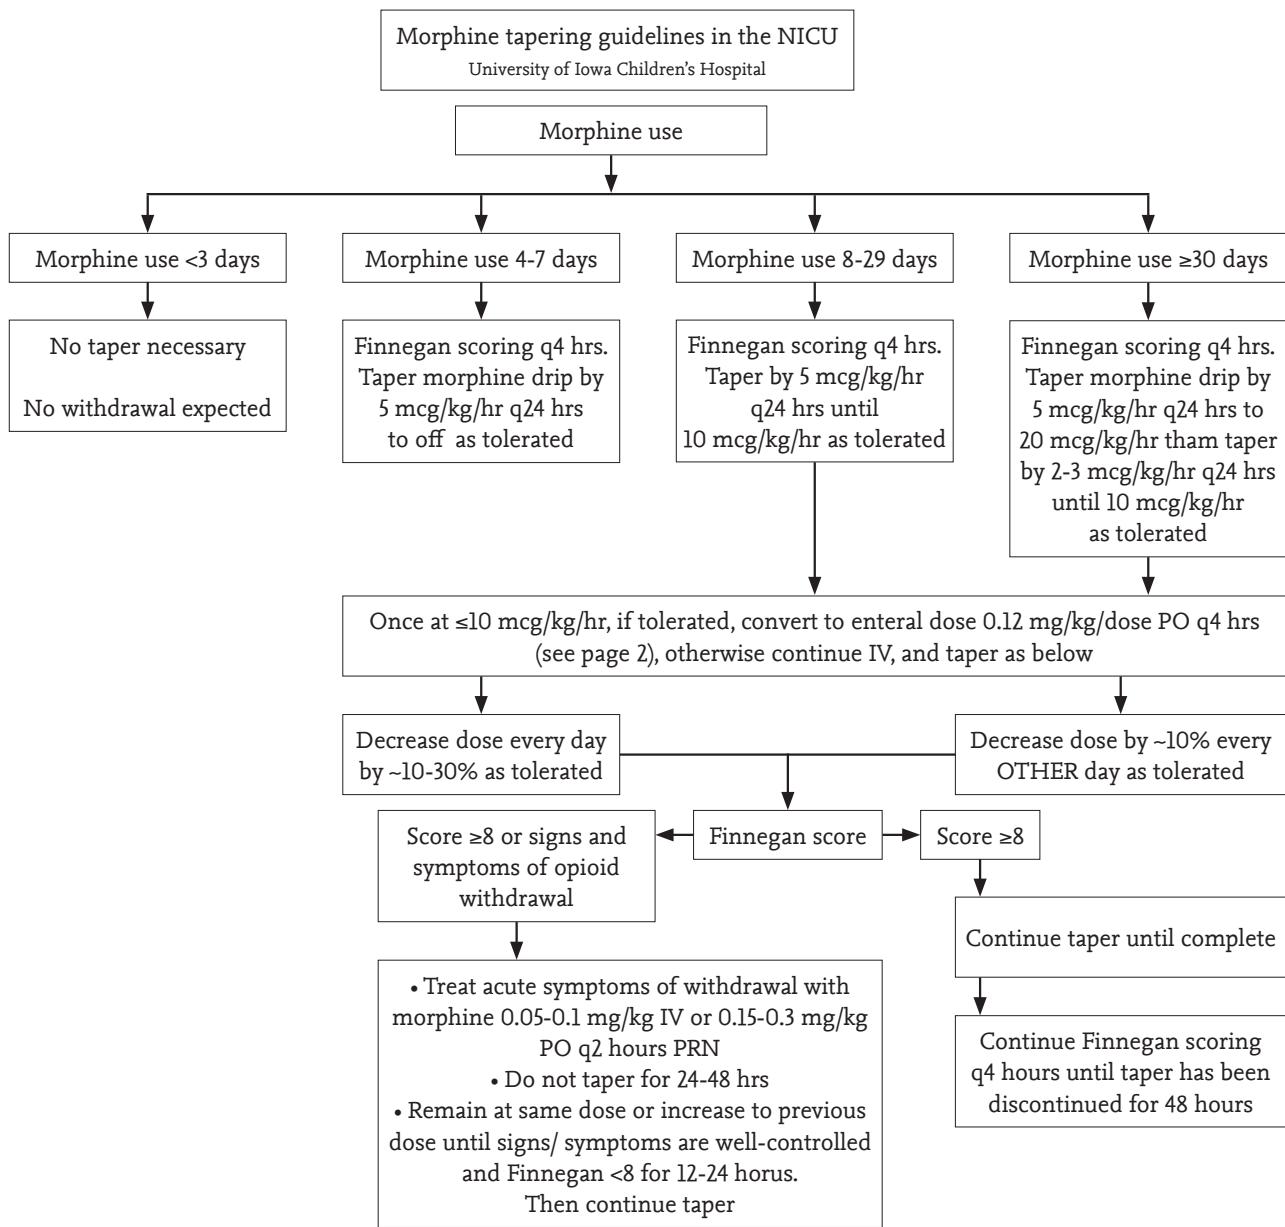 Morphine tapering guidelines in the NICU
University of Iowa Children's Hospital
Morphine use
Morphine use <3 days
Morphine use 4-7 days
Morphine use 8-29 days
Morphine use ≥30 days
No taper necessary
No withdrawal expected
Finnegan scoring q4 hrs.
Taper morphine drip by
5 mcg/kg/hr q24 hrs
to off as tolerated
Finnegan scoring q4 hrs.
Taper by 5 mcg/kg/hr
q24 hrs until
10 mcg/kg/hr as tolerated
Finnegan scoring q4 hrs.
Taper morphine drip by
5 mcg/kg/hr q24 hrs to
20 mcg/kg/hr tham taper
by 2-3 mcg/kg/hr q24 hrs
until 10 mcg/kg/hr
as tolerated
Once at ≤10 mcg/kg/hr, if tolerated, convert to enteral dose 0.12 mg/kg/dose PO q4 hrs
(see page 2), otherwise continue IV, and taper as below
Decrease dose every day
by ~10-30% as tolerated
Decrease dose by ~10% every
OTHER day as tolerated
Score ≥8 or signs and
symptoms of opioid
withdrawal
Finnegan score
Score ≥8
Continue taper until complete
• Treat acute symptoms of withdrawal with
morphine 0.05-0.1 mg/kg IV or 0.15-0.3 mg/kg
PO q2 hours PRN
• Do not taper for 24-48 hrs
• Remain at same dose or increase to previous
dose until signs/ symptoms are well-controlled
and Finnegan <8 for 12-24 horus.
Then continue taper
Continue Finnegan scoring
q4 hours until taper has been
discontinued for 48 hours